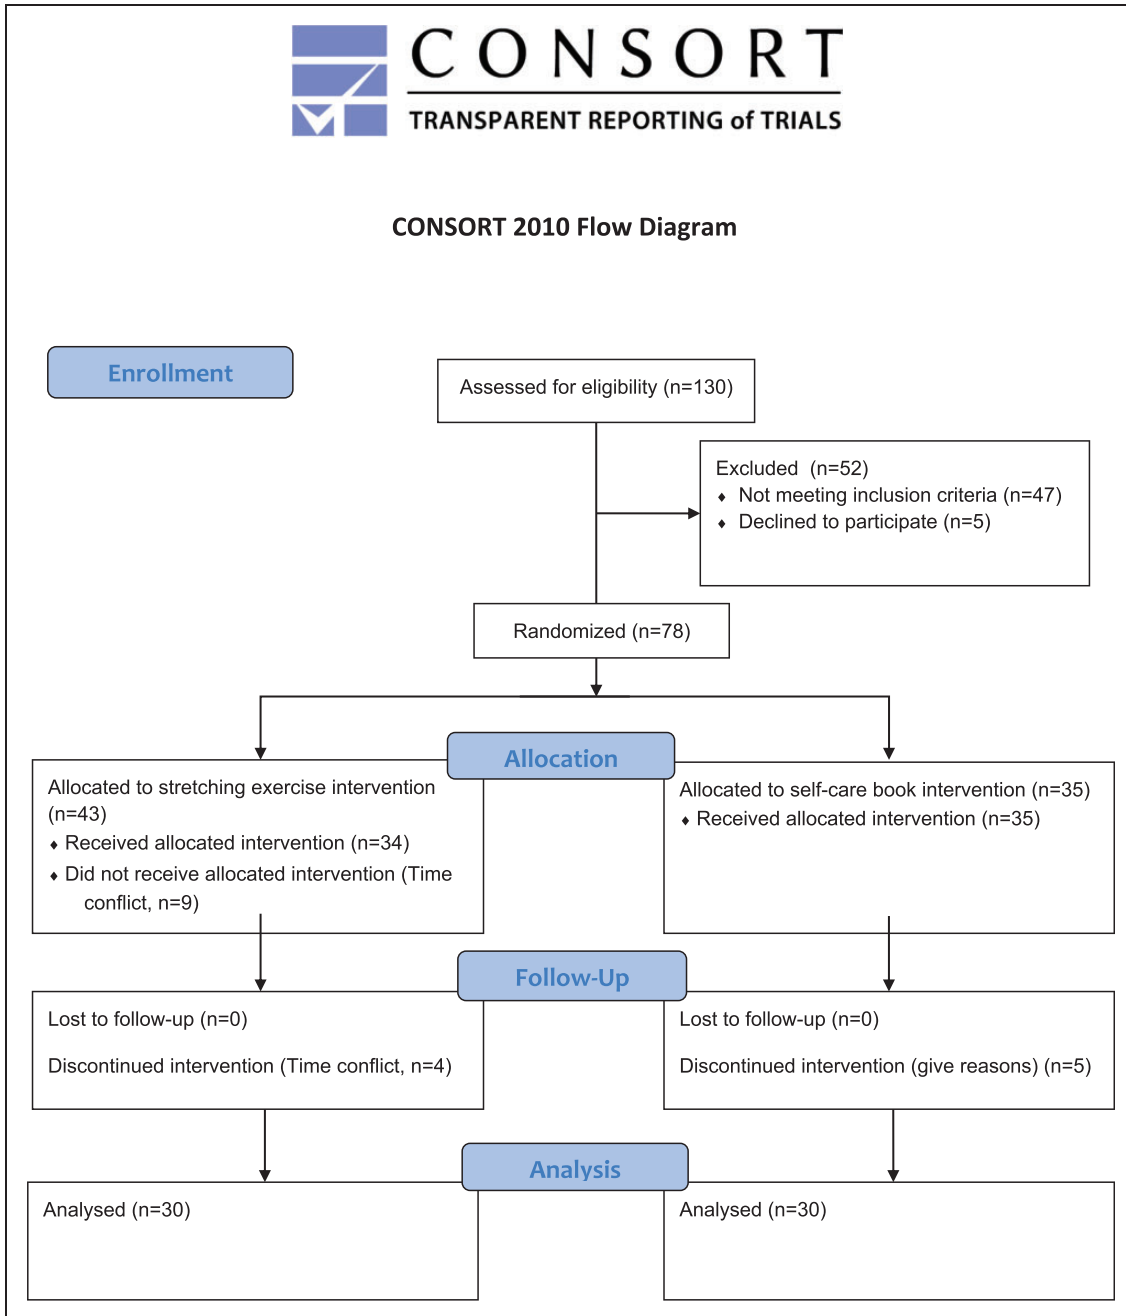 CONSORT
TRANSPARENT REPORTING of TRIALS
CONSORT 2010 Flow Diagram
Enrollment
Assessed for eligibility (n=130)
Excluded (n=52)
♦ Not meeting inclusion criteria (n=47)
♦ Declined to participate (n=5)
Randomized (n=78)
Allocation
Allocated to stretching exercise intervention
(n=43)
♦ Received allocated intervention (n=34)
♦ Did not receive allocated intervention (Time
conflict, n=9)
Allocated to self-care book intervention (n=35)
♦ Received allocated intervention (n=35)
Follow-Up
Lost to follow-up (n=0)
Discontinued intervention (Time conflict, n=4)
Lost to follow-up (n=0)
Discontinued intervention (give reasons) (n=5)
Analysis
Analysed (n=30)
Analysed (n=30)